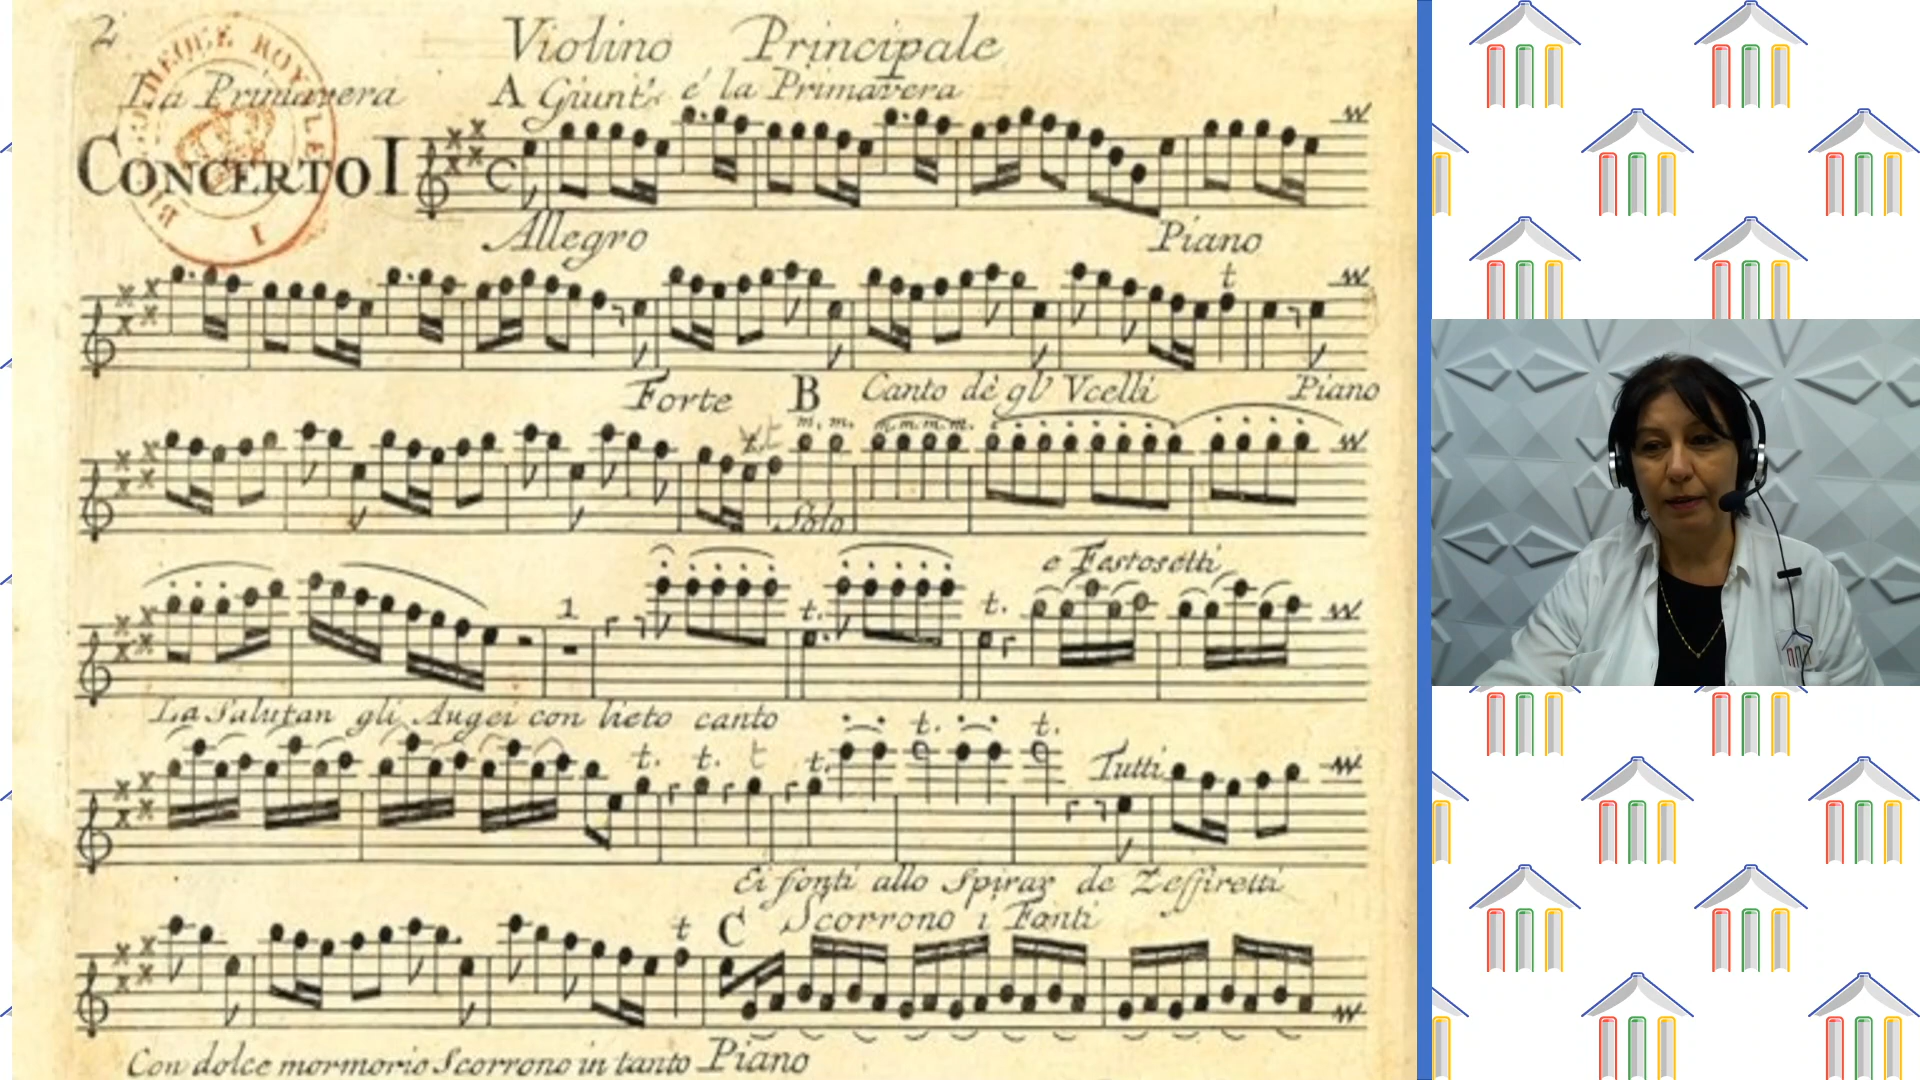 2
Violino Principale
La Primavera
A Giunt' è la Primavera
CONCERTO I
Allegro
Piano
t
Forte
B Canto dè gl' Vcelli
Piano
m. m. m. m. m. m.
Solo
e Festosetti
1
t. t.
La Salutan gli Augei con lieto canto
t. t. t t. t. t.
Tutti
Ei fonti allo Spirar de Zeffiretti
t C Scorrono i Fonti
Con dolce mormorio Scorrono in tanto Piano